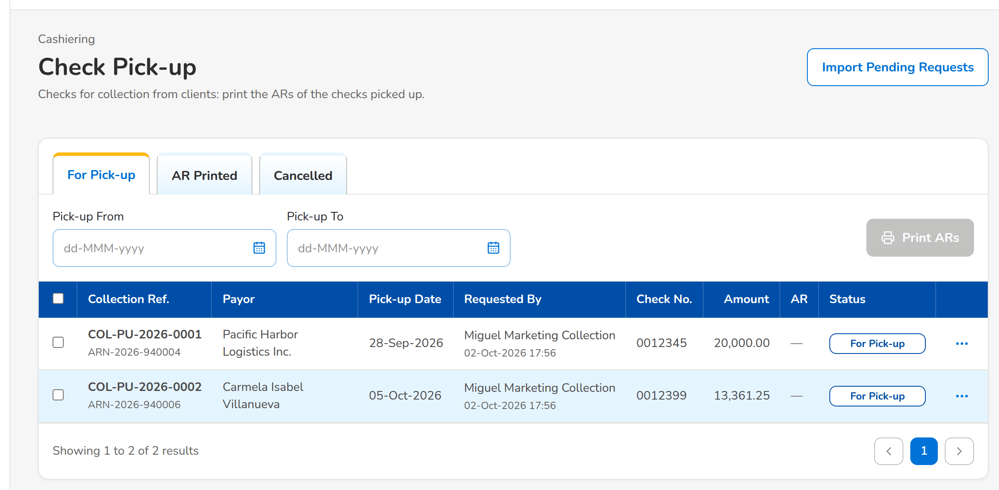 Cashiering
Check Pick-up
Import Pending Requests
Checks for collection from clients: print the ARs of the checks picked up.
For Pick-up
AR Printed
Cancelled
Pick-up From
Pick-up To
dd-MMM-yyyy
dd-MMM-yyyy
Print ARs
Collection Ref. Payor Pick-up Date Requested By Check No. Amount AR Status
COL-PU-2026-0001
ARN-2026-940004
Pacific Harbor
Logistics Inc.
28-Sep-2026
Miguel Marketing Collection
02-Oct-2026 17:56
0012345
20,000.00
—
For Pick-up
COL-PU-2026-0002
ARN-2026-940006
Carmela Isabel
Villanueva
05-Oct-2026
Miguel Marketing Collection
02-Oct-2026 17:56
0012399
13,361.25
—
For Pick-up
Showing 1 to 2 of 2 results
1